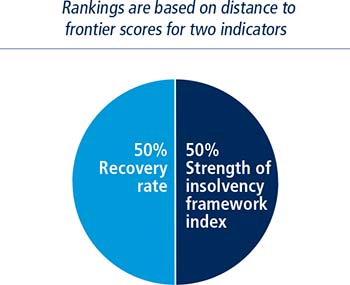 Rankings are based on distance to
frontier scores for two indicators
50%
Recovery
rate
50%
Strength of
insolvency
framework
index